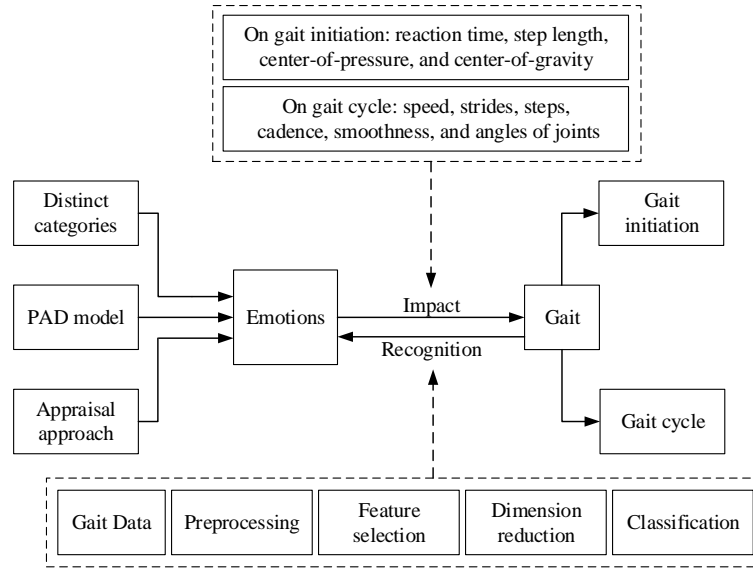 On gait initiation: reaction time, step length,
center-of-pressure, and center-of-gravity
On gait cycle: speed, strides, steps,
cadence, smoothness, and angles of joints
Distinct
categories
PAD model
Appraisal
approach
Emotions
Impact
Recognition
Gait
Gait
initiation
Gait cycle
Gait Data
Preprocessing
Feature
selection
Dimension
reduction
Classification